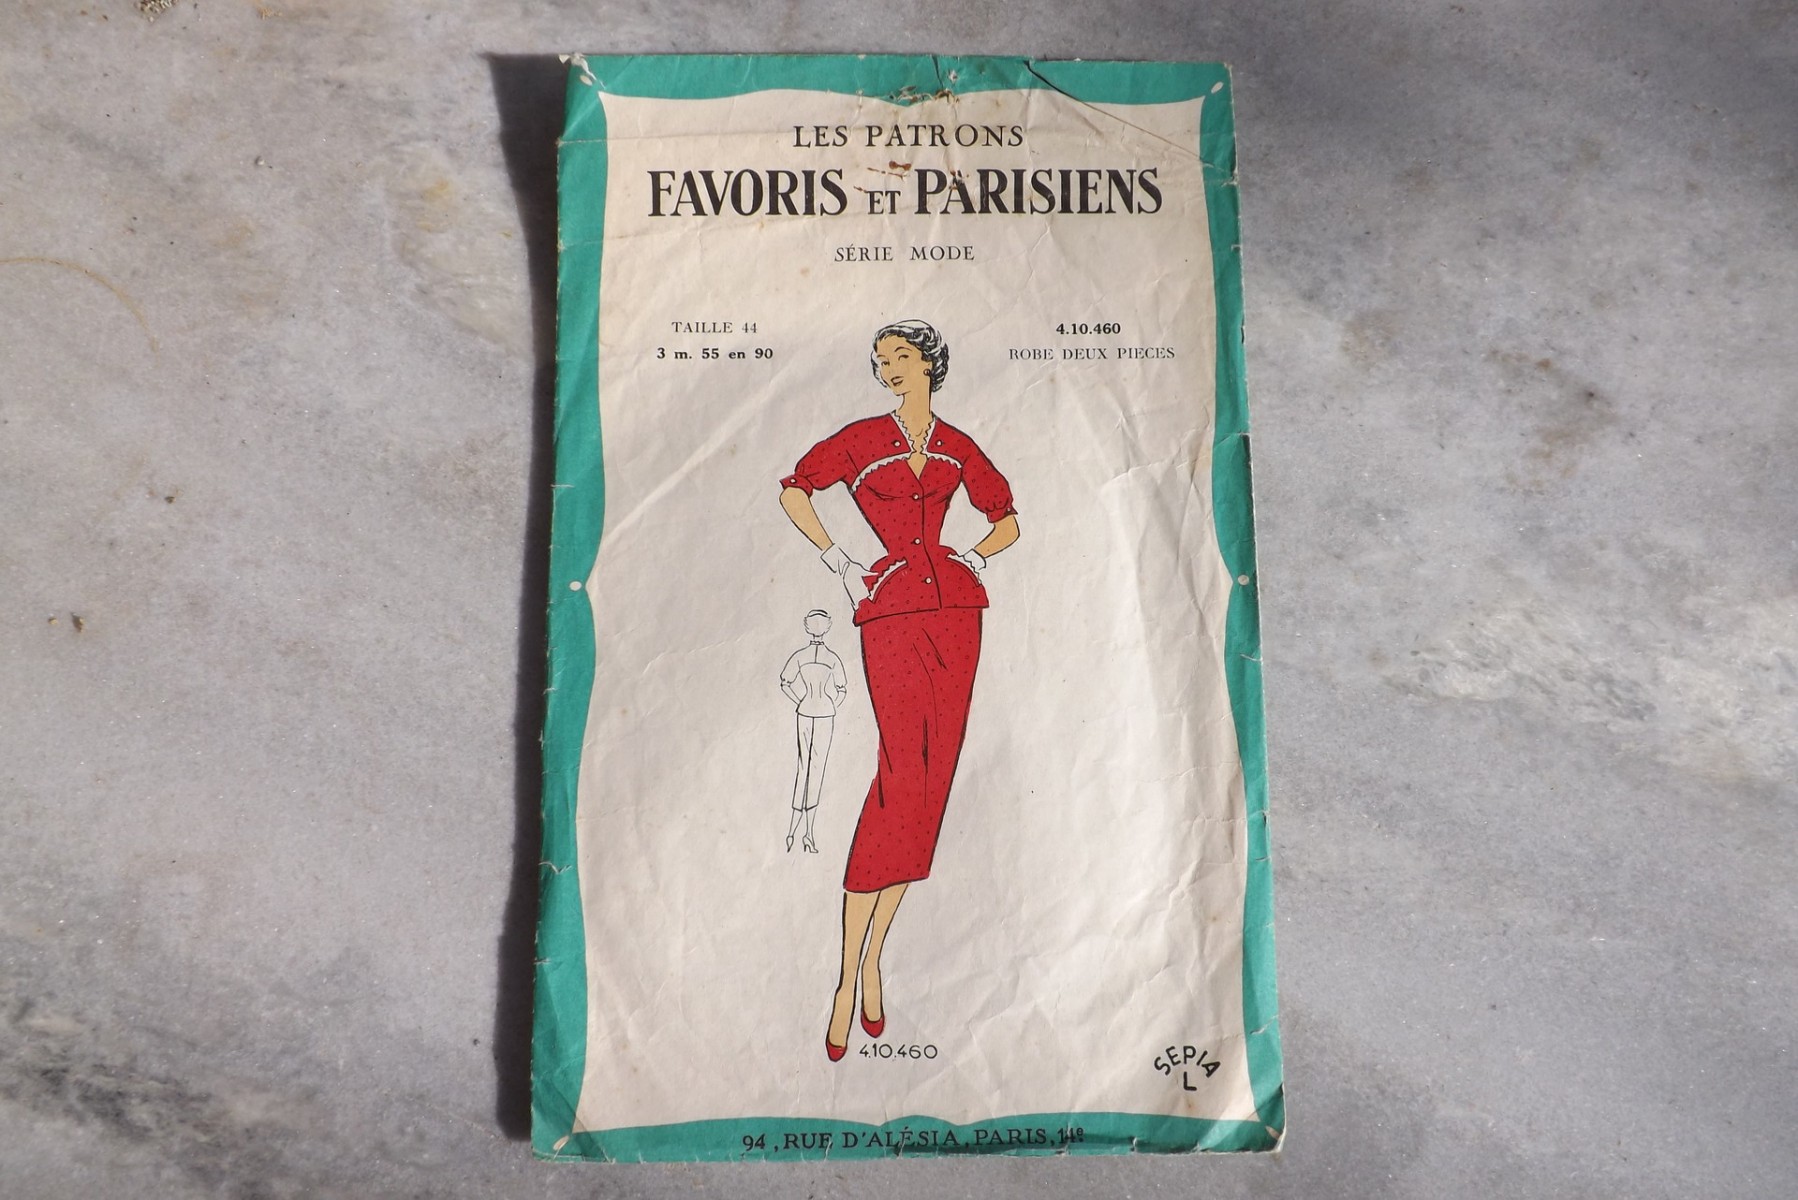 LES PATRONS
FAVORIS ET PARISIENS
SÉRIE MODE
TAILLE 44
3 m. 55 en 90
4.10.460
ROBE DEUX PIECES
4.10.460
SEPIA
L
94, RUE D'ALÉSIA, PARIS, 14e